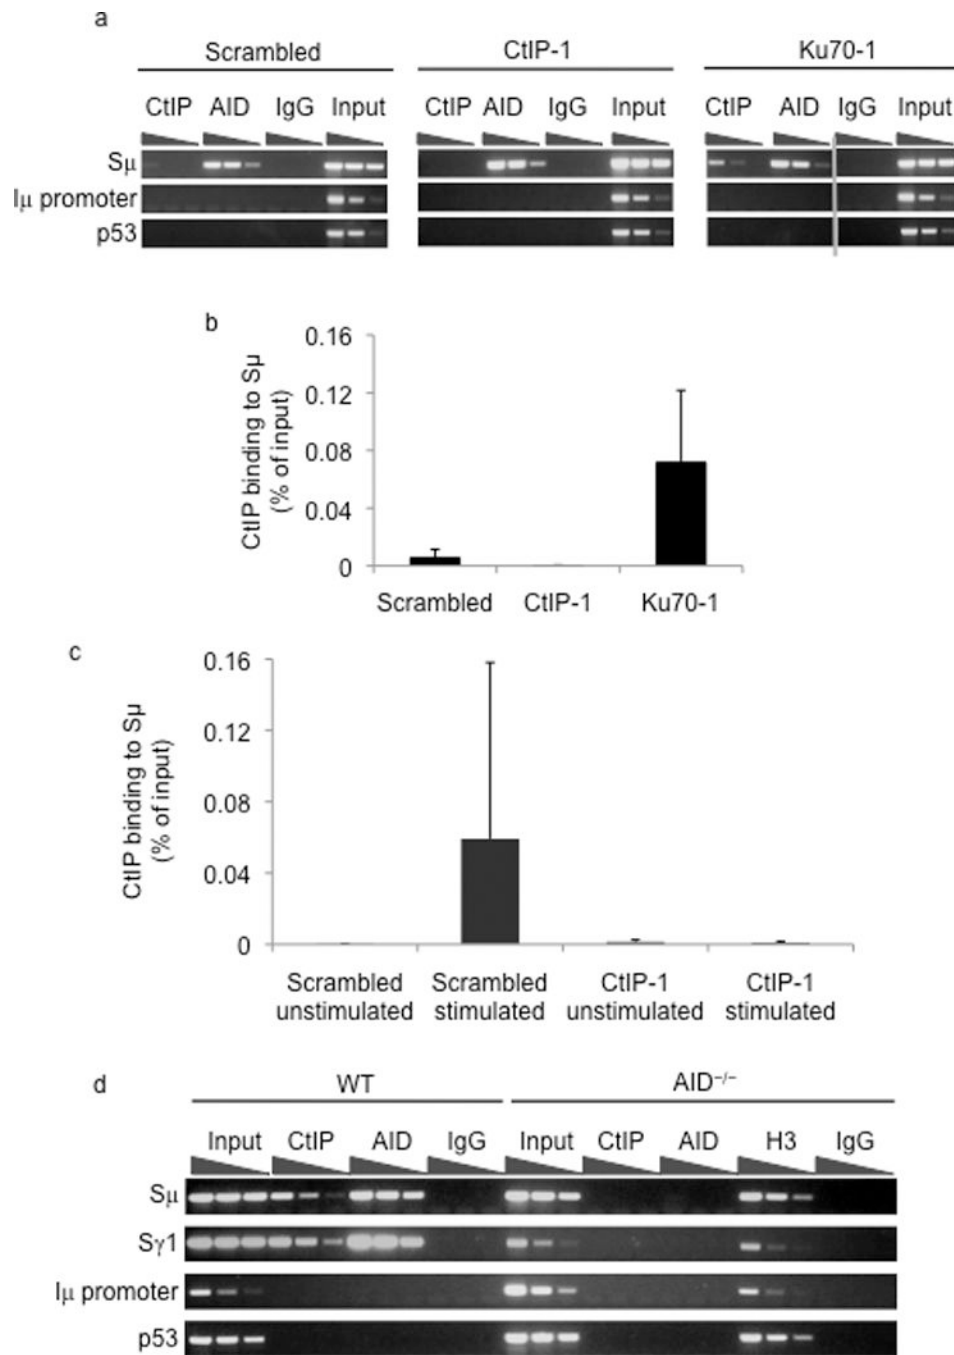 a
Scrambled CtIP-1 Ku70-1
CtIP AID IgG Input CtIP AID IgG Input CtIP AID IgG Input
Sμ
Iμ promoter
p53
b
CtIP binding to Sμ
(% of input)
0.16
0.12
0.08
0.04
0
Scrambled CtIP-1 Ku70-1
c
CtIP binding to Sμ
(% of input)
0.16
0.12
0.08
0.04
0
Scrambled Scrambled CtIP-1 CtIP-1
unstimulated stimulated unstimulated stimulated
d
WT AID⁻/⁻
Input CtIP AID IgG Input CtIP AID H3 IgG
Sμ
Sγ1
Iμ promoter
p53